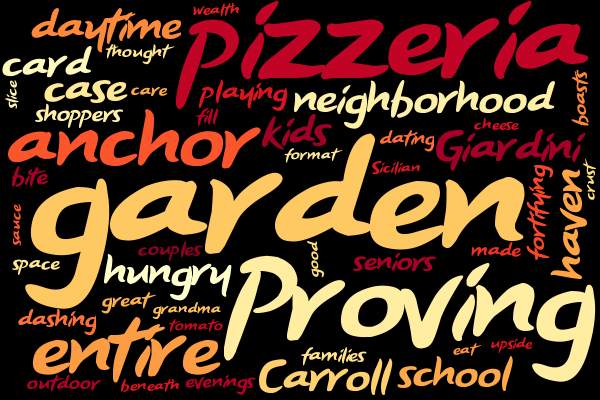 wealth
daytime
pizzeria
thought
card
slice
case
care
playing
neighborhood
boasts
shoppers
fill
anchor
kids
cheese
dating
Giardini
format
Sicilian
bite
crust
fortifying
haven
garden
sauce
couples
good
made
space
hungry
seniors
Proving
great
grandma
dashing
tomato
entire
upside
eat
families
outdoor
beneath
evenings
Carroll
school